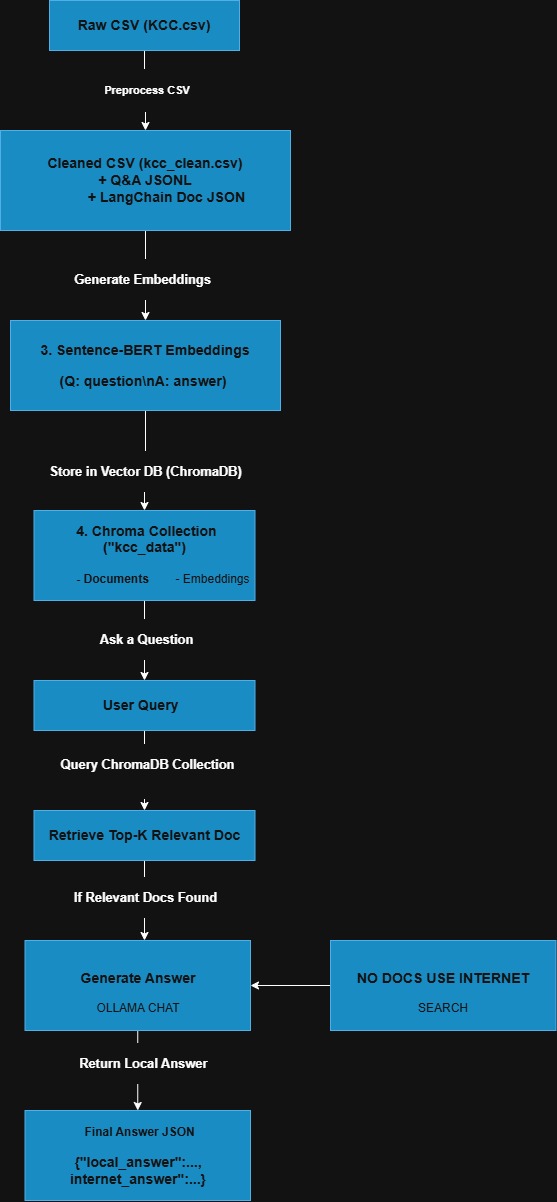 Raw CSV (KCC.csv)
Preprocess CSV
Cleaned CSV (kcc_clean.csv)
+ Q&A JSONL
+ LangChain Doc JSON
Generate Embeddings
3. Sentence-BERT Embeddings
(Q: question\nA: answer)
Store in Vector DB (ChromaDB)
4. Chroma Collection
("kcc_data")
- Documents - Embeddings
Ask a Question
User Query
Query ChromaDB Collection
Retrieve Top-K Relevant Doc
If Relevant Docs Found
Generate Answer
OLLAMA CHAT
NO DOCS USE INTERNET
SEARCH
Return Local Answer
Final Answer JSON
{"local_answer":...,
internet_answer":...}